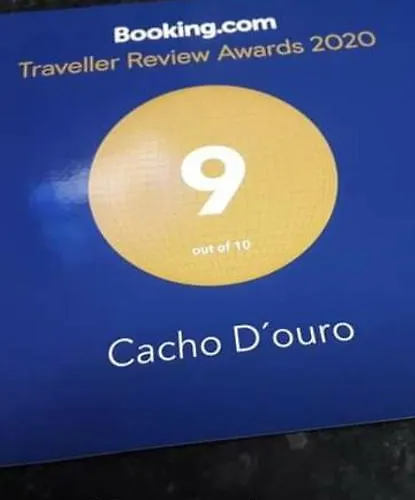 Booking.com
Traveller Review Awards 2020
9
out of 10
Cacho D´ouro